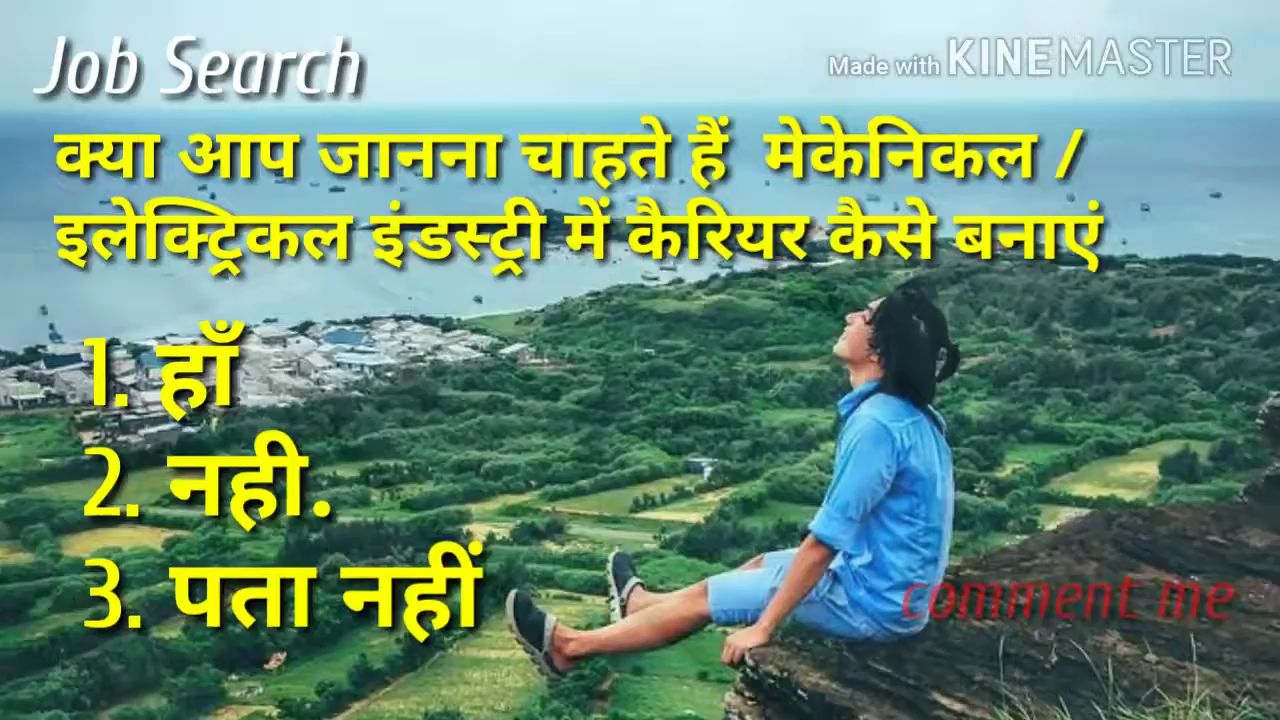 Job Search
Made with KINEMASTER
क्या आप जानना चाहते हैं मेकेनिकल /
इलेक्ट्रिकल इंडस्ट्री में कैरियर कैसे बनाएं
1. हाँ
2. नही.
3. पता नहीं
comment me